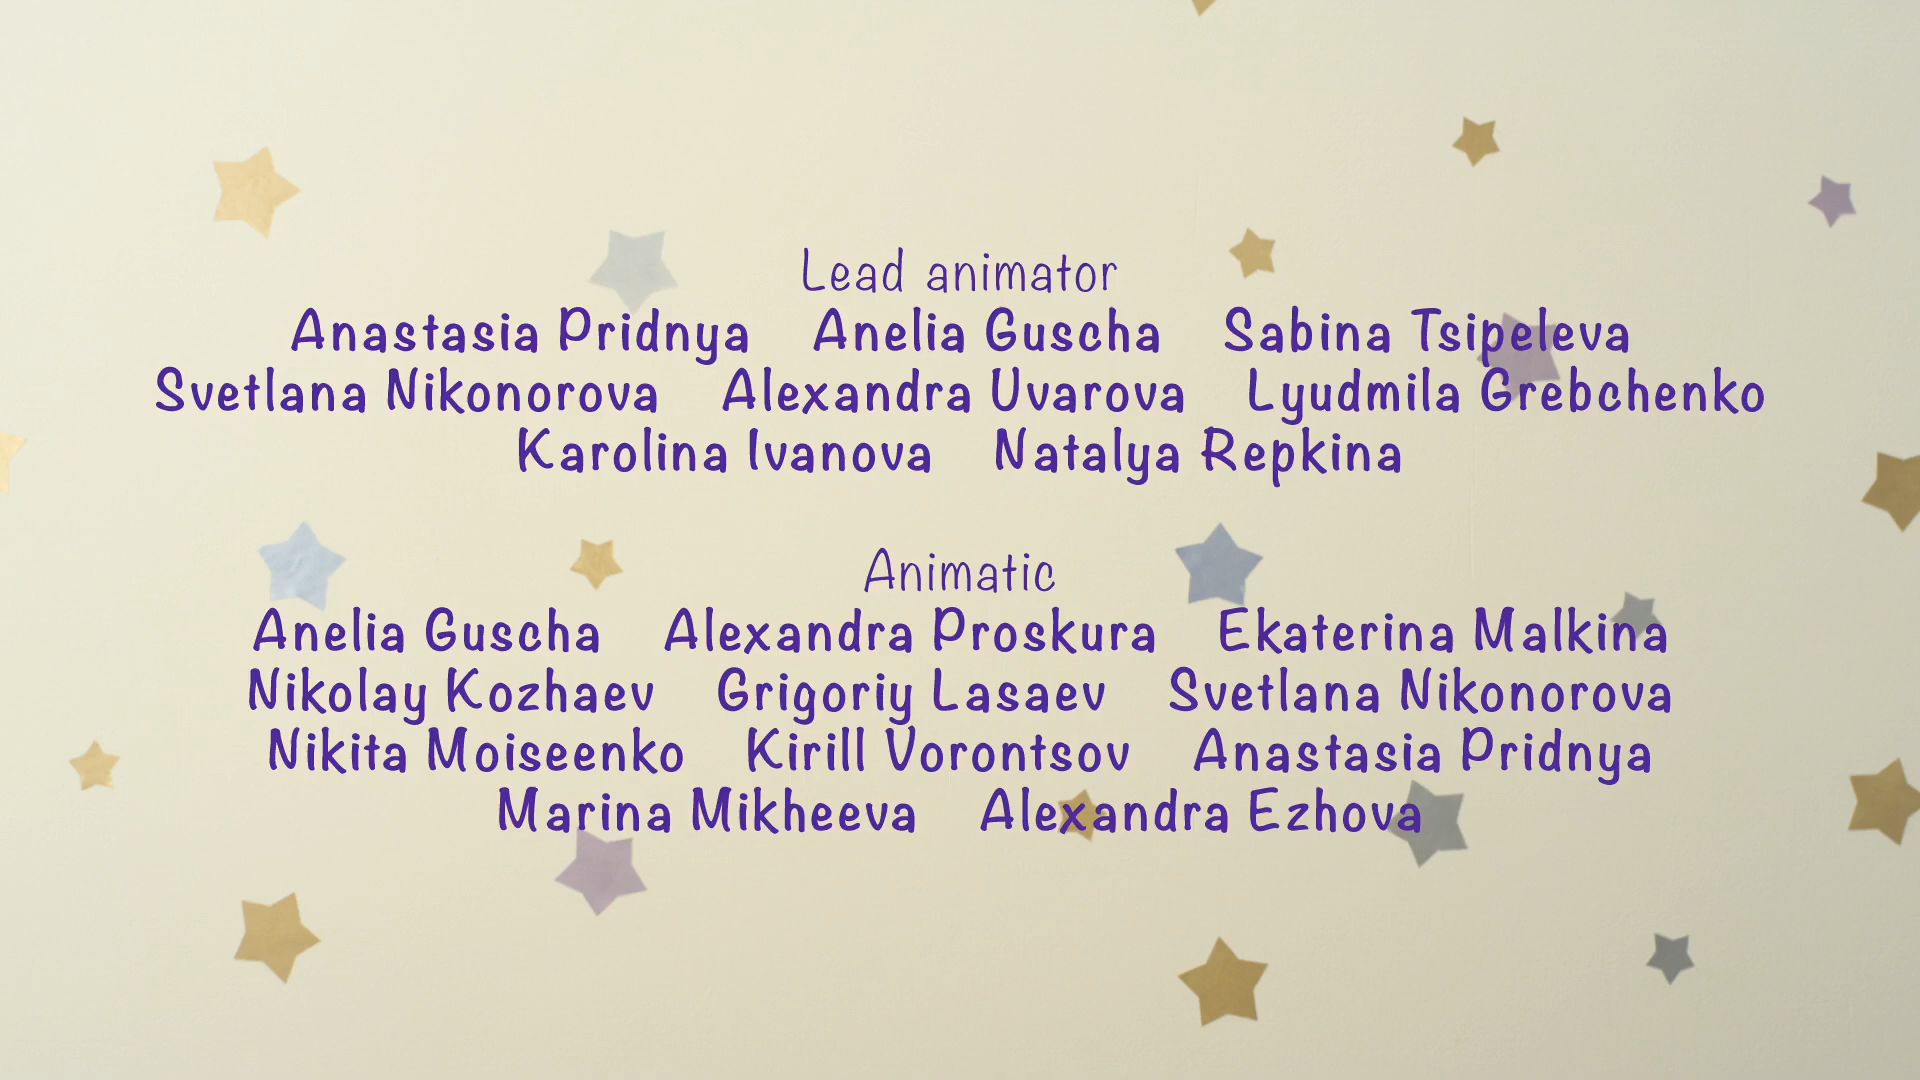 Lead animator
Anastasia Pridnya Anelia Guscha Sabina Tsipeleva
Svetlana Nikonorova Alexandra Uvarova Lyudmila Grebchenko
Karolina Ivanova Natalya Repkina
Animatic
Anelia Guscha Alexandra Proskura Ekaterina Malkina
Nikolay Kozhaev Grigoriy Lasaev Svetlana Nikonorova
Nikita Moiseenko Kirill Vorontsov Anastasia Pridnya
Marina Mikheeva Alexandra Ezhova